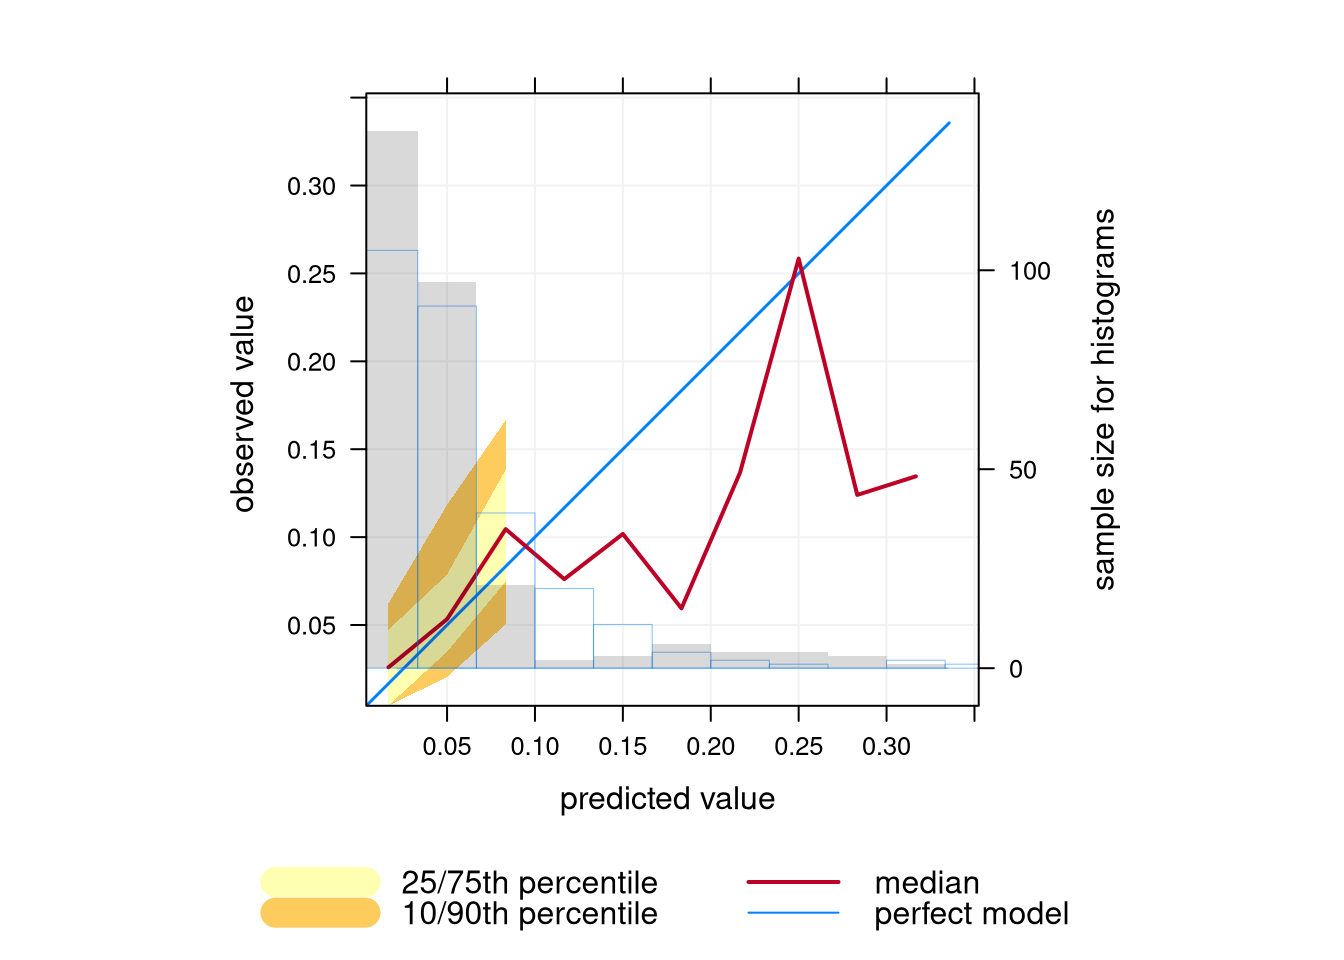 0.30
0.25
0.20
0.15
0.10
0.05
observed value
100
50
0
sample size for histograms
0.05 0.10 0.15 0.20 0.25 0.30
predicted value
25/75th percentile
10/90th percentile
median
perfect model